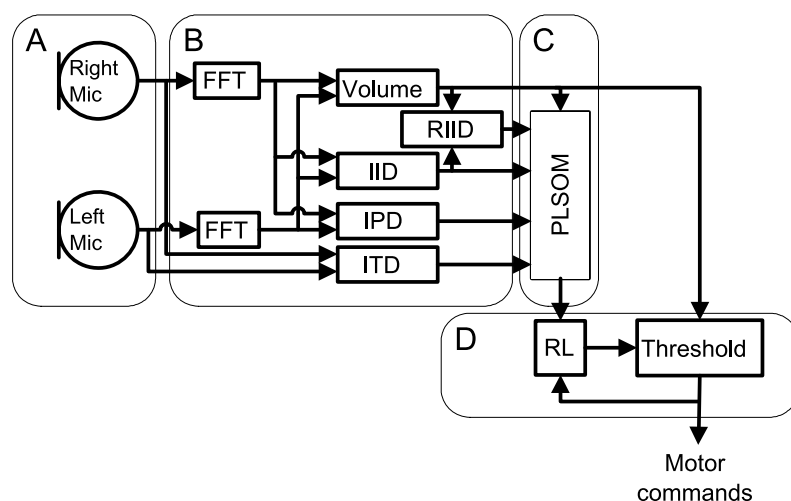 A
B
C
Right
Mic
FFT
Volume
RIID
IID
PLSOM
Left
Mic
FFT
IPD
ITD
D
RL
Threshold
Motor
commands